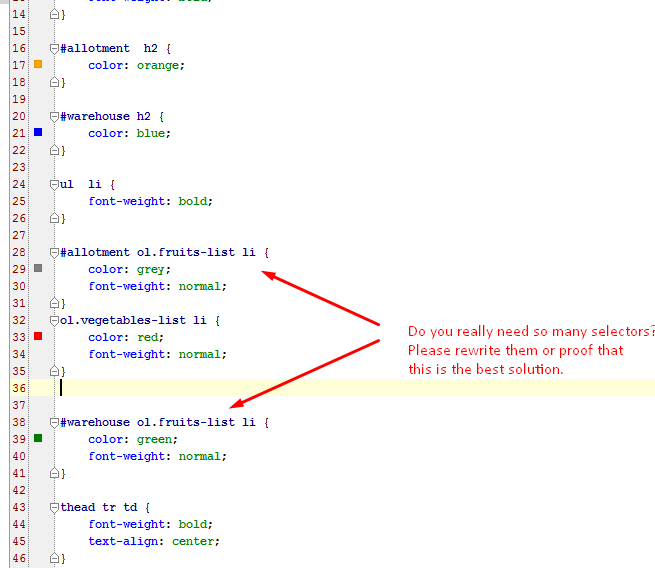 14 }
15
16 #allotment  h2 {
17     color: orange;
18 }
19
20 #warehouse h2 {
21     color: blue;
22 }
23
24 ul  li {
25     font-weight: bold;
26 }
27
28 #allotment ol.fruits-list li {
29     color: grey;
30     font-weight: normal;
31 }
32 ol.vegetables-list li {
33     color: red;
34     font-weight: normal;
35 }
36
37
38 #warehouse ol.fruits-list li {
39     color: green;
40     font-weight: normal;
41 }
42
43 thead tr td {
44     font-weight: bold;
45     text-align: center;
46 }
Do you really need so many selectors?
Please rewrite them or proof that
this is the best solution.